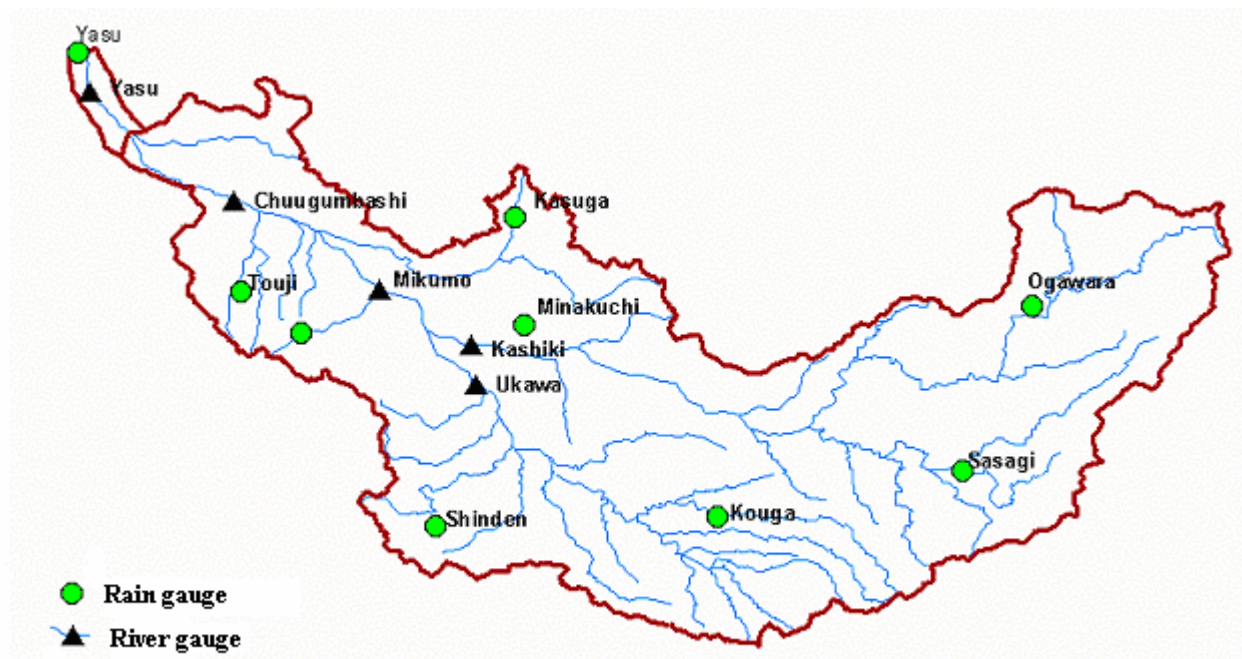 Yasu
Yasu
Chuugumbashi
Kasuga
Touji
Mikumo
Ogawara
Minakuchi
Kashiki
Ukawa
Sasagi
Kouga
Shinden
Rain gauge
River gauge